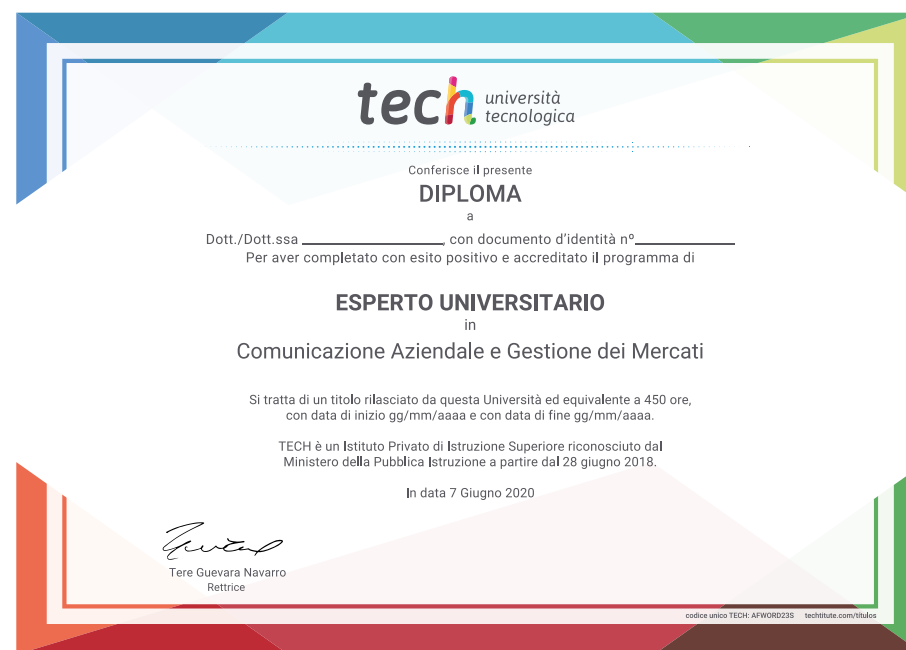 tech università
tecnologica
Conferisce il presente
DIPLOMA
a
Dott./Dott.ssa ____________________, con documento d'identità nº______________
Per aver completato con esito positivo e accreditato il programma di
ESPERTO UNIVERSITARIO
in
Comunicazione Aziendale e Gestione dei Mercati
Si tratta di un titolo rilasciato da questa Università ed equivalente a 450 ore,
con data di inizio gg/mm/aaaa e con data di fine gg/mm/aaaa.
TECH è un Istituto Privato di Istruzione Superiore riconosciuto dal
Ministero della Pubblica Istruzione a partire dal 28 giugno 2018.
In data 7 Giugno 2020
Tere Guevara Navarro
Rettrice
codice unico TECH: AFWORD23S techtitute.com/titulos